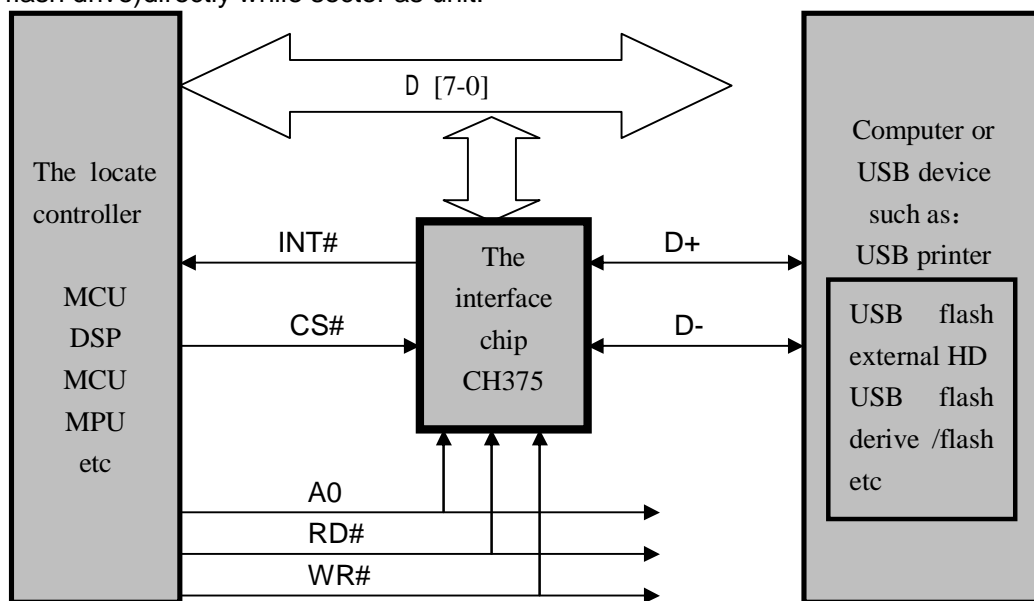 flash drive)directly while sector as unit.
D [7-0]
The locate
controller
MCU
DSP
MCU
MPU
etc
INT#
CS#
The
interface
chip
CH375
D+
D-
Computer or
USB device
such as：
USB printer
USB flash
external HD
USB flash
derive /flash
etc
A0
RD#
WR#